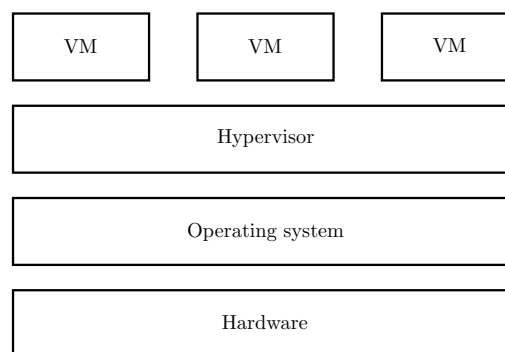 VM VM VM
Hypervisor
Operating system
Hardware